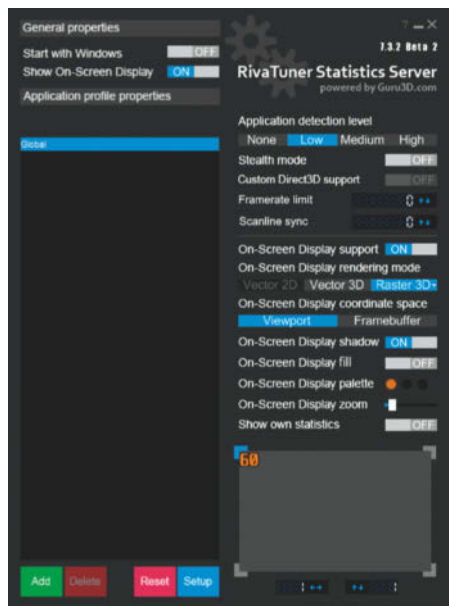 General properties
Start with Windows OFF
Show On-Screen Display ON
Application profile properties
Global
Add Delete Reset Setup
? – ×
7.3.2 Beta 2
RivaTuner Statistics Server
powered by Guru3D.com
Application detection level
None Low Medium High
Stealth mode OFF
Custom Direct3D support OFF
Framerate limit 0
Scanline sync 0
On-Screen Display support ON
On-Screen Display rendering mode
Vector 2D Vector 3D Raster 3D
On-Screen Display coordinate space
Viewport Framebuffer
On-Screen Display shadow ON
On-Screen Display fill OFF
On-Screen Display palette
On-Screen Display zoom
Show own statistics OFF
60
1 1